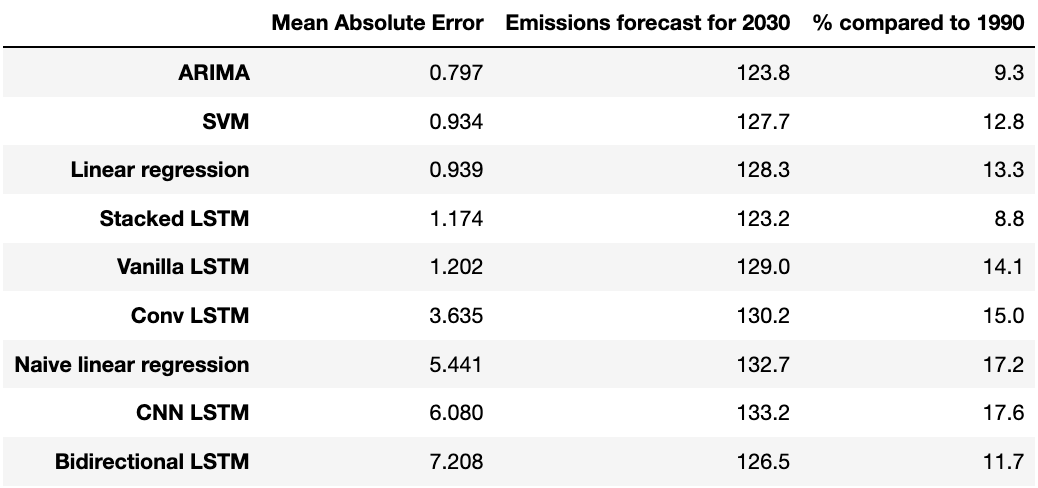 Mean Absolute Error Emissions forecast for 2030 % compared to 1990
ARIMA 0.797 123.8 9.3
SVM 0.934 127.7 12.8
Linear regression 0.939 128.3 13.3
Stacked LSTM 1.174 123.2 8.8
Vanilla LSTM 1.202 129.0 14.1
Conv LSTM 3.635 130.2 15.0
Naive linear regression 5.441 132.7 17.2
CNN LSTM 6.080 133.2 17.6
Bidirectional LSTM 7.208 126.5 11.7